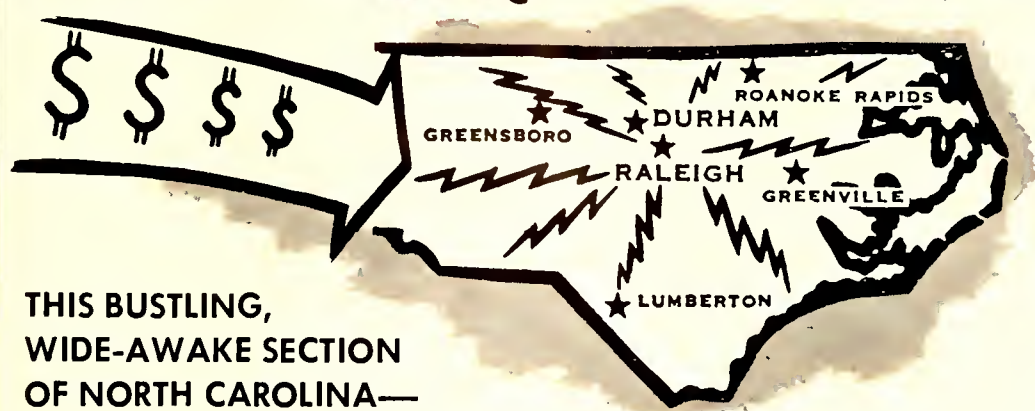 $ $ $ $
ROANOKE RAPIDS
DURHAM
GREENSBORO
RALEIGH
GREENVILLE
LUMBERTON
THIS BUSTLING,
WIDE-AWAKE SECTION
OF NORTH CAROLINA—